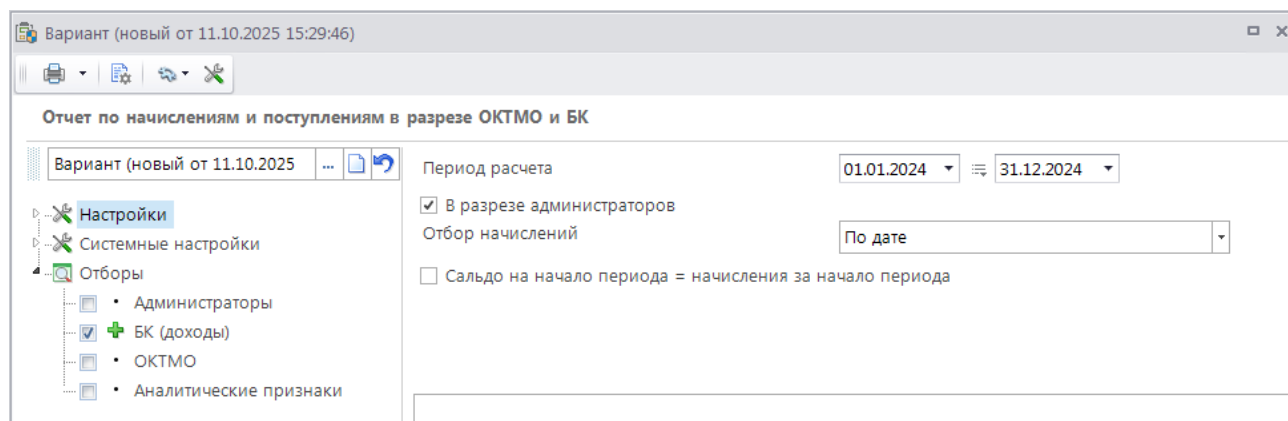 Вариант (новый от 11.10.2025 15:29:46)
Отчет по начислениям и поступлениям в разрезе ОКТМО и БК
Вариант (новый от 11.10.2025 ...
Настройки
Системные настройки
Отборы
Администраторы
БК (доходы)
ОКТМО
Аналитические признаки
Период расчета 01.01.2024 31.12.2024
В разрезе администраторов
Отбор начислений По дате
Сальдо на начало периода = начисления за начало периода